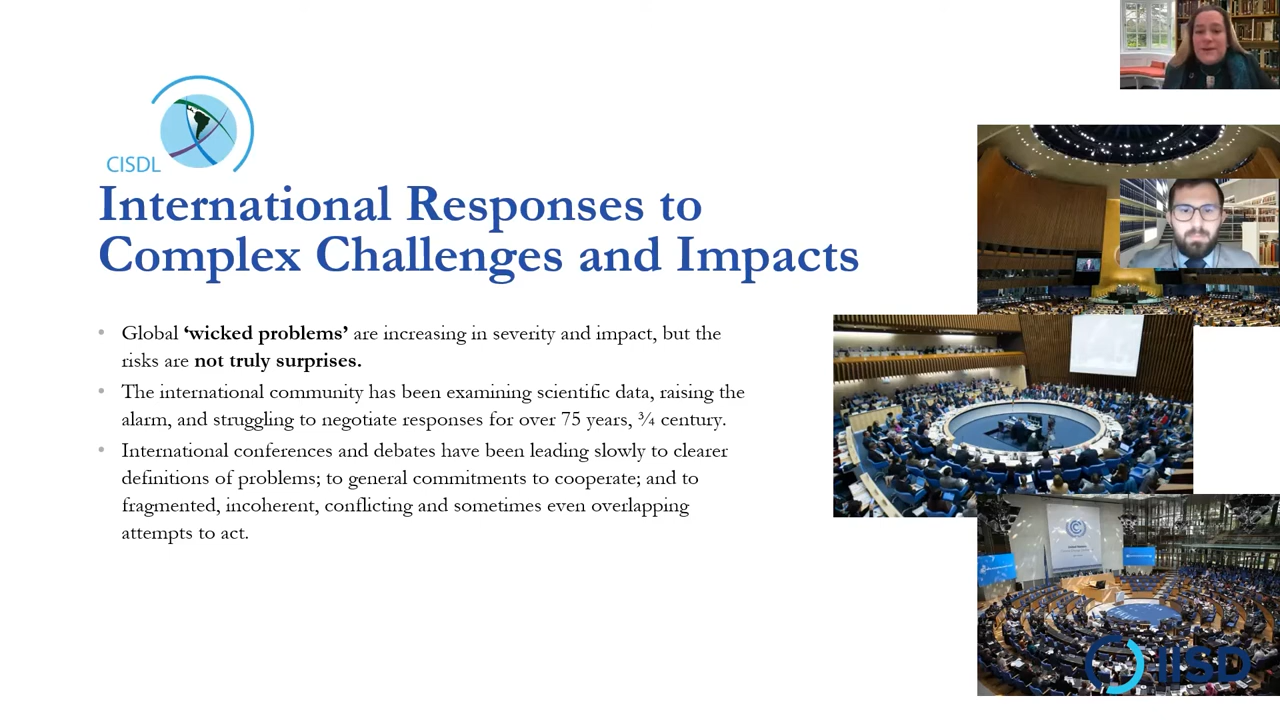 CISDL
International Responses to
Complex Challenges and Impacts
• Global ‘wicked problems’ are increasing in severity and impact, but the
risks are not truly surprises.
• The international community has been examining scientific data, raising the
alarm, and struggling to negotiate responses for over 75 years, ¾ century.
• International conferences and debates have been leading slowly to clearer
definitions of problems; to general commitments to cooperate; and to
fragmented, incoherent, conflicting and sometimes even overlapping
attempts to act.
IISD